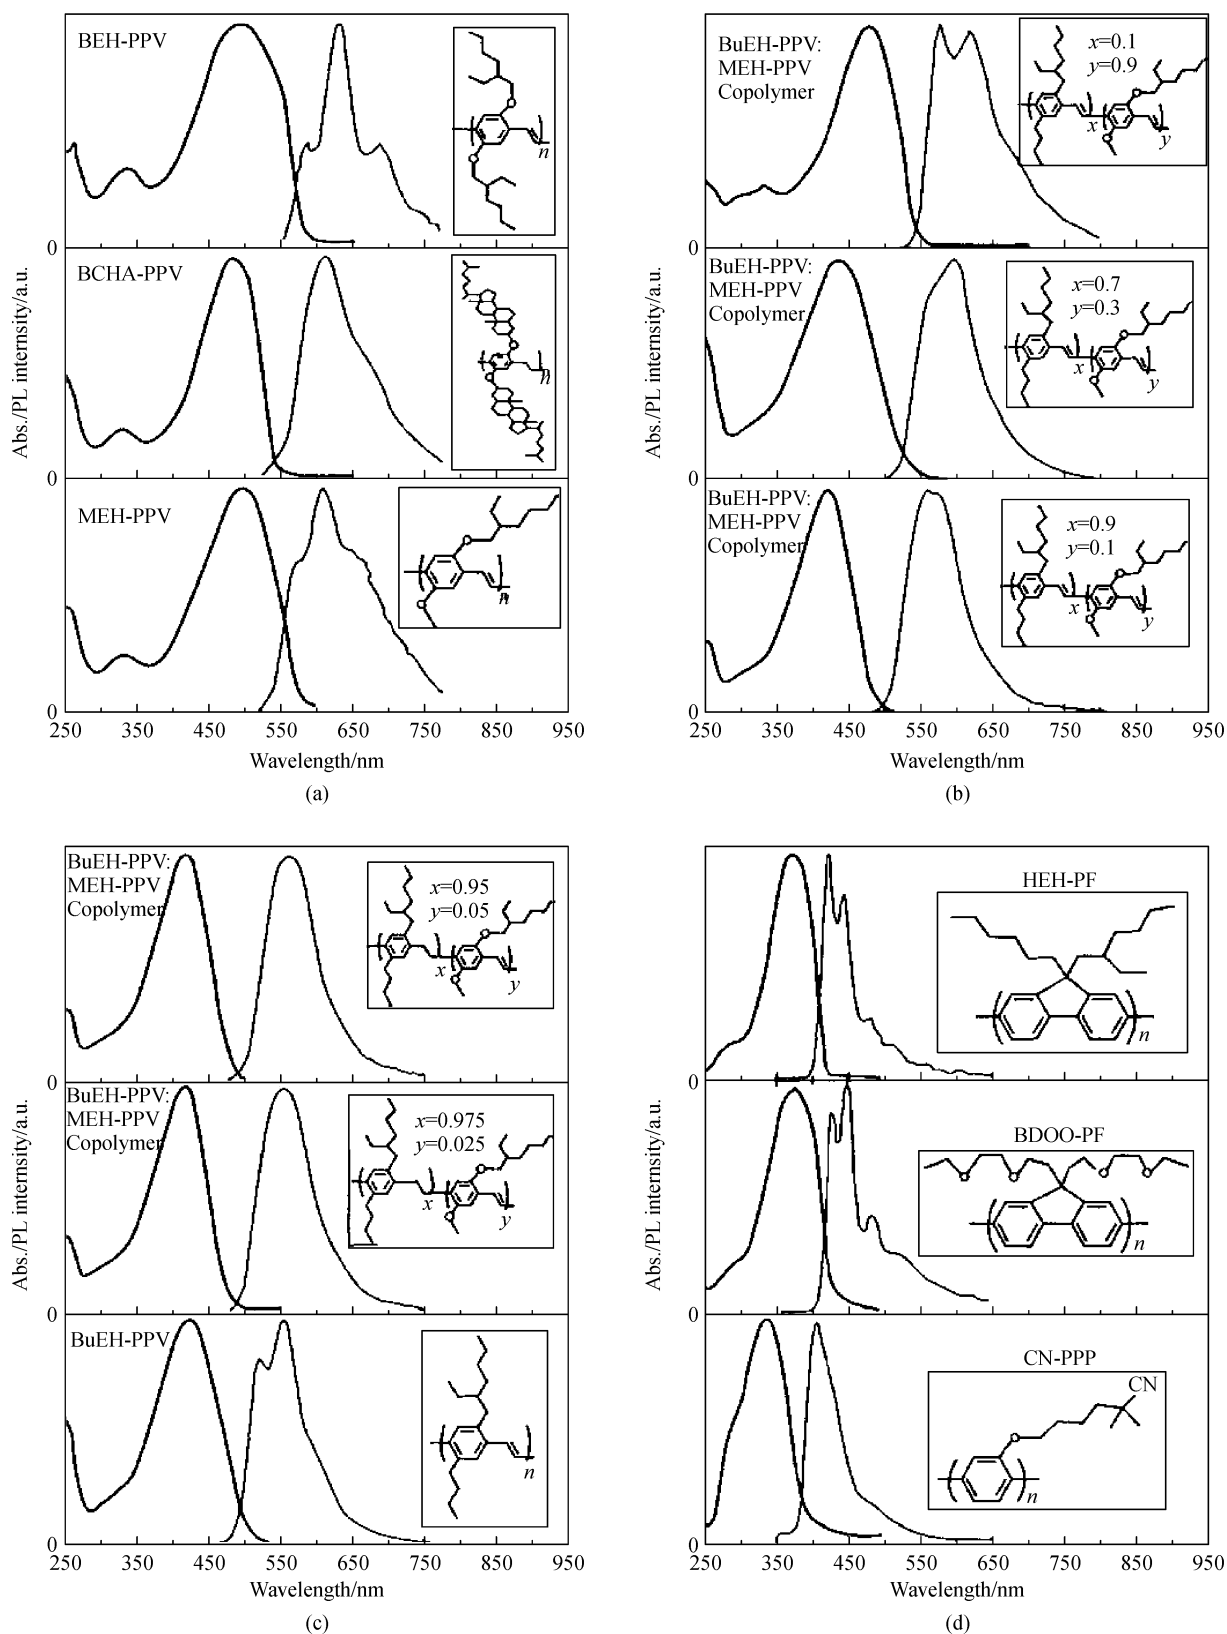 BEH-PPV
n
0
BCHA-PPV
n
0
MEH-PPV
n
250 350 450 550 650 750 850 950
Wavelength/nm
Abs./PL intensity/a.u.
(a)
BuEH-PPV:
MEH-PPV
Copolymer
x=0.1
y=0.9
x
y
0
BuEH-PPV:
MEH-PPV
Copolymer
x=0.7
y=0.3
x
y
0
BuEH-PPV:
MEH-PPV
Copolymer
x=0.9
y=0.1
x
y
250 350 450 550 650 750 850 950
Wavelength/nm
Abs./PL intensity/a.u.
(b)
BuEH-PPV:
MEH-PPV
Copolymer
x=0.95
y=0.05
x
y
0
BuEH-PPV:
MEH-PPV
Copolymer
x=0.975
y=0.025
x
y
0
BuEH-PPV
n
0
250 350 450 550 650 750 850 950
Wavelength/nm
Abs./PL intensity/a.u.
(c)
HEH-PF
n
0
BDOO-PF
n
0
CN-PPP
CN
n
0
250 350 450 550 650 750 850 950
Wavelength/nm
Abs./PL intensity/a.u.
(d)